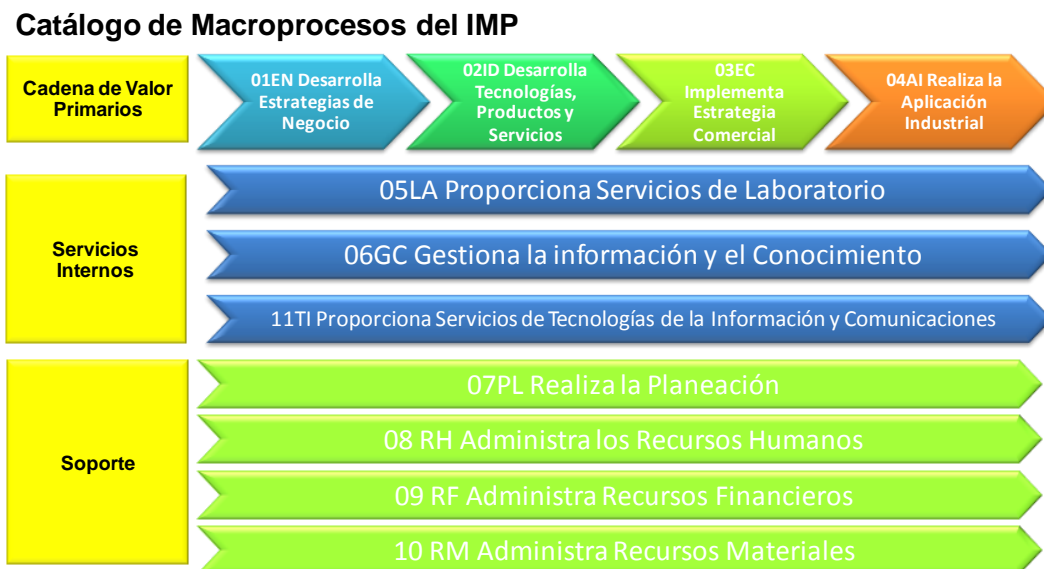 Catálogo de Macroprocesos del IMP
Cadena de Valor
Primarios
01EN Desarrolla
Estrategias de
Negocio
02ID Desarrolla
Tecnologías,
Productos y
Servicios
03EC
Implementa
Estrategia
Comercial
04AI Realiza la
Aplicación
Industrial
Servicios
Internos
05LA Proporciona Servicios de Laboratorio
06GC Gestiona la información y el Conocimiento
11TI Proporciona Servicios de Tecnologías de la Información y Comunicaciones
Soporte
07PL Realiza la Planeación
08 RH Administra los Recursos Humanos
09 RF Administra Recursos Financieros
10 RM Administra Recursos Materiales